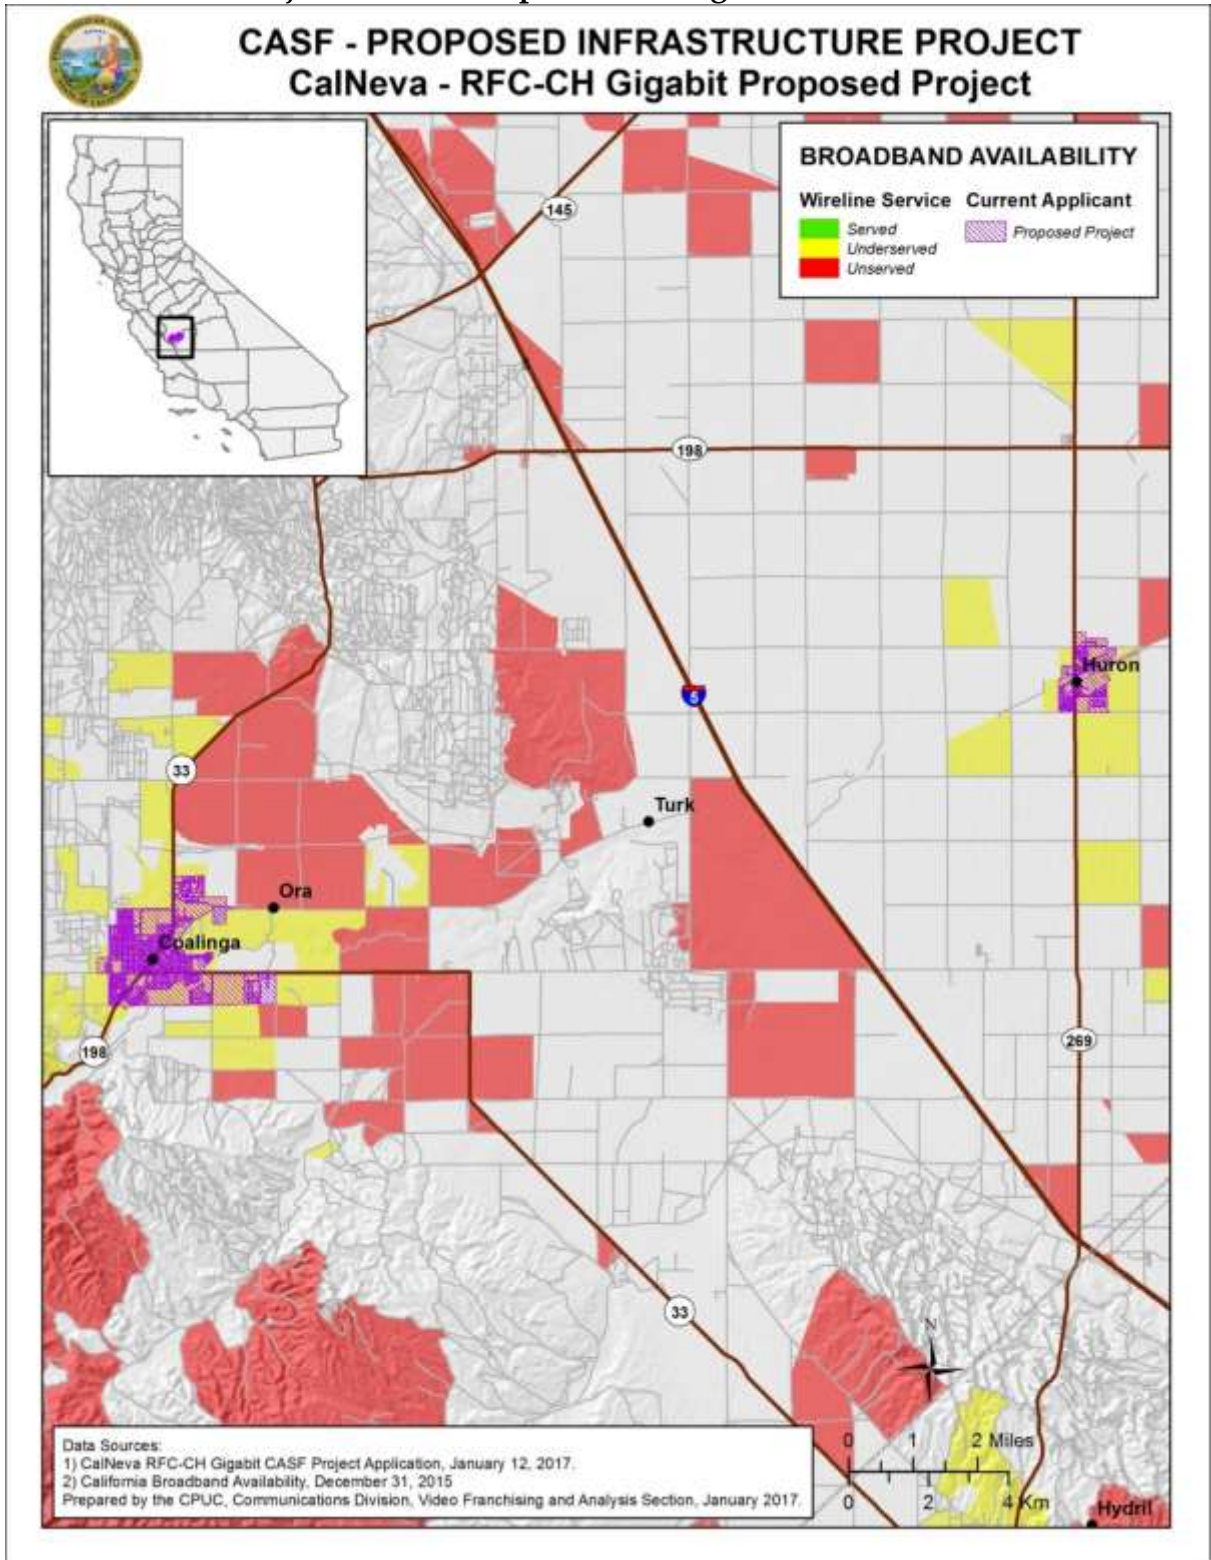 CASF - PROPOSED INFRASTRUCTURE PROJECT
CalNeva - RFC-CH Gigabit Proposed Project
BROADBAND AVAILABILITY
Wireline Service Current Applicant
Served
Underserved
Unserved
Proposed Project
145
198
5
Huron
33
Turk
Ora
Coalinga
198
269
33
N
0 1 2 Miles
0 2 4 Km
Hydril
Data Sources:
1) CalNeva RFC-CH Gigabit CASF Project Application, January 12, 2017.
2) California Broadband Availability, December 31, 2015
Prepared by the CPUC, Communications Division, Video Franchising and Analysis Section, January 2017.